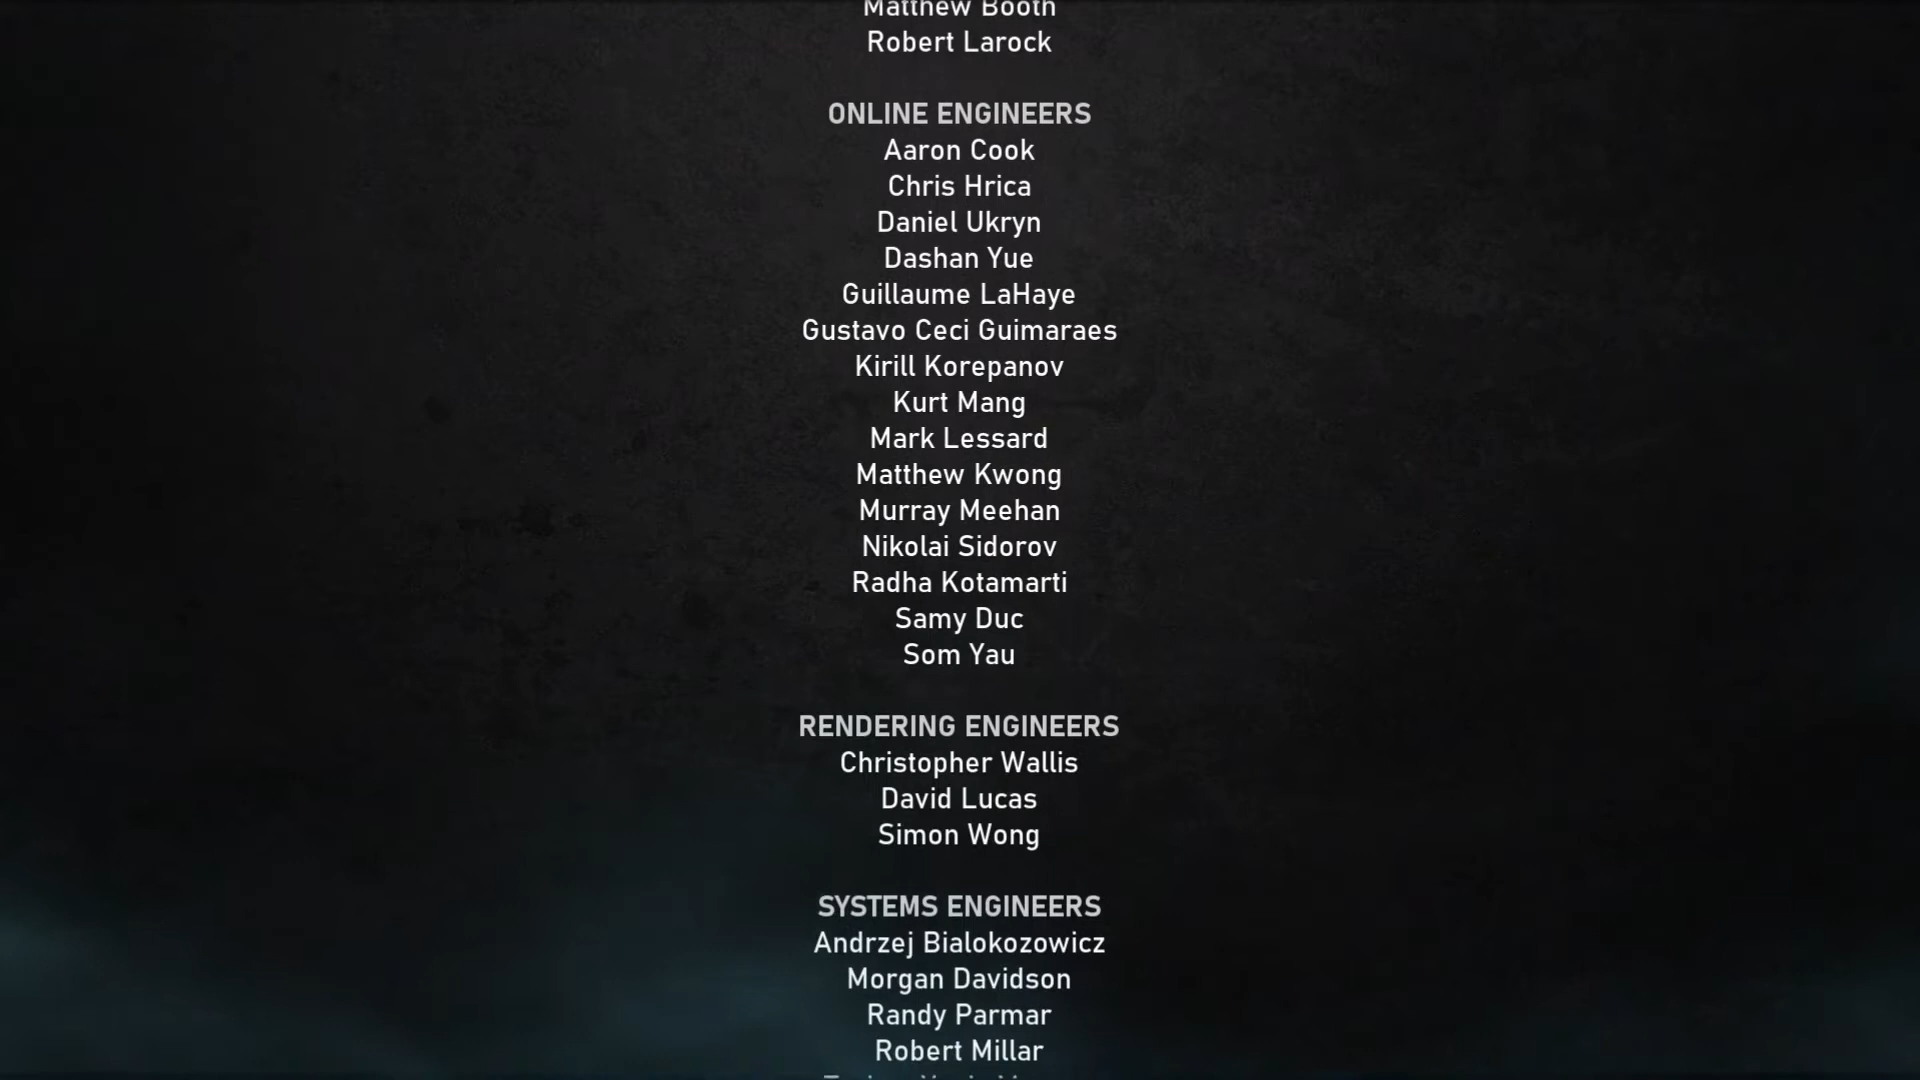 Matthew Booth
Robert Larock
ONLINE ENGINEERS
Aaron Cook
Chris Hrica
Daniel Ukryn
Dashan Yue
Guillaume LaHaye
Gustavo Ceci Guimaraes
Kirill Korepanov
Kurt Mang
Mark Lessard
Matthew Kwong
Murray Meehan
Nikolai Sidorov
Radha Kotamarti
Samy Duc
Som Yau
RENDERING ENGINEERS
Christopher Wallis
David Lucas
Simon Wong
SYSTEMS ENGINEERS
Andrzej Bialokozowicz
Morgan Davidson
Randy Parmar
Robert Millar